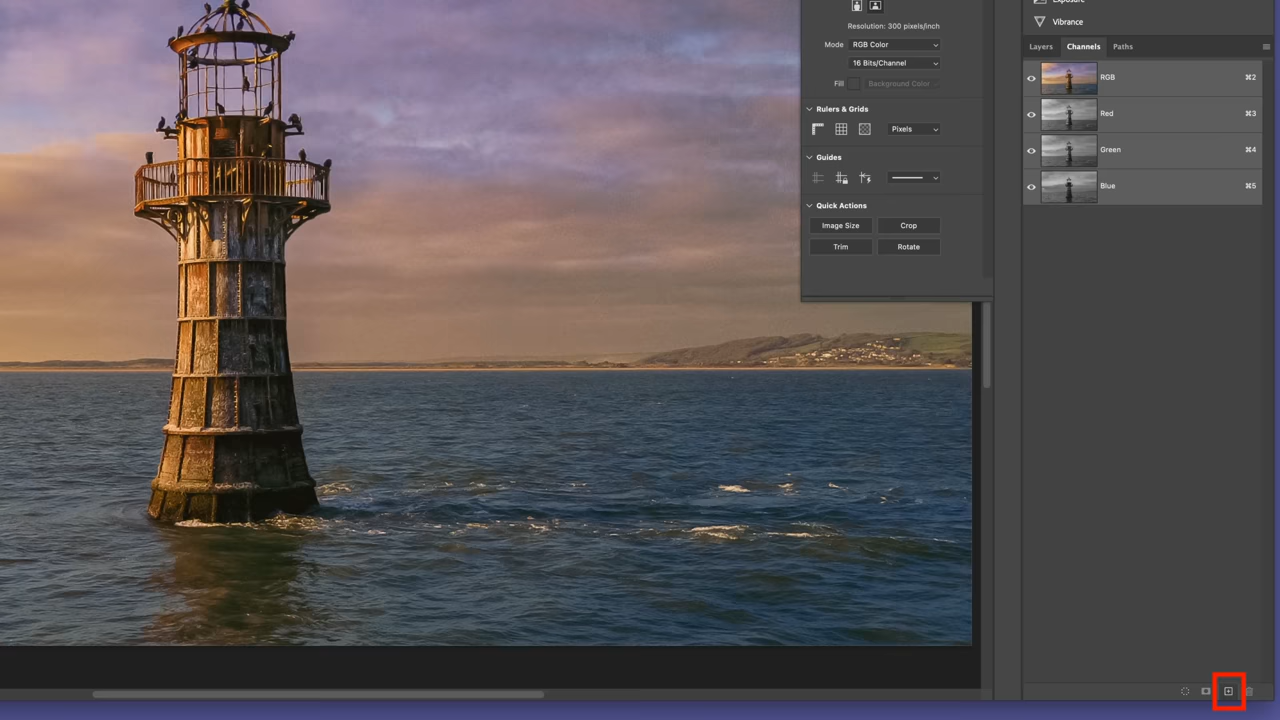 Exposure
Vibrance
Layers Channels Paths
RGB ⌘2
Red ⌘3
Green ⌘4
Blue ⌘5
Resolution: 300 pixels/inch
Mode RGB Color
16 Bits/Channel
Fill Background Color
Rulers & Grids
Pixels
Guides
Quick Actions
Image Size Crop
Trim Rotate